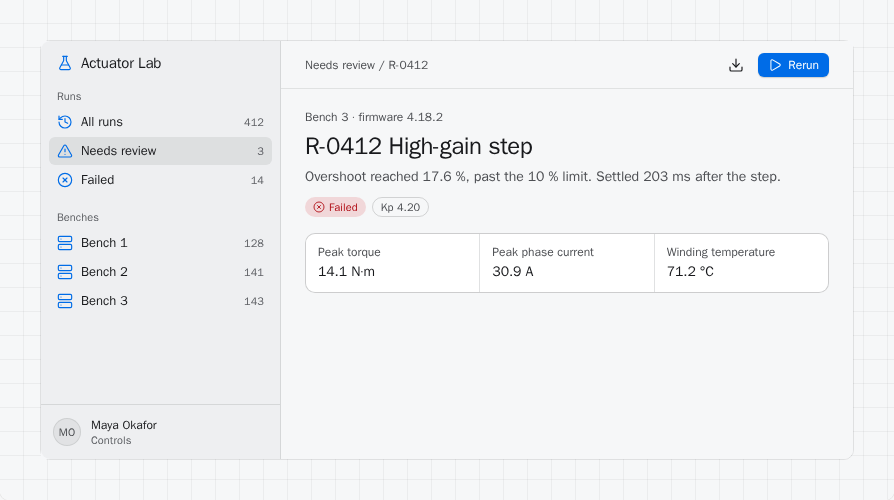 Actuator Lab
Runs
All runs 412
Needs review 3
Failed 14
Benches
Bench 1 128
Bench 2 141
Bench 3 143
MO
Maya Okafor
Controls
Needs review / R-0412
Rerun
Bench 3 · firmware 4.18.2
R-0412 High-gain step
Overshoot reached 17.6 %, past the 10 % limit. Settled 203 ms after the step.
Failed
Kp 4.20
Peak torque
14.1 N·m
Peak phase current
30.9 A
Winding temperature
71.2 °C